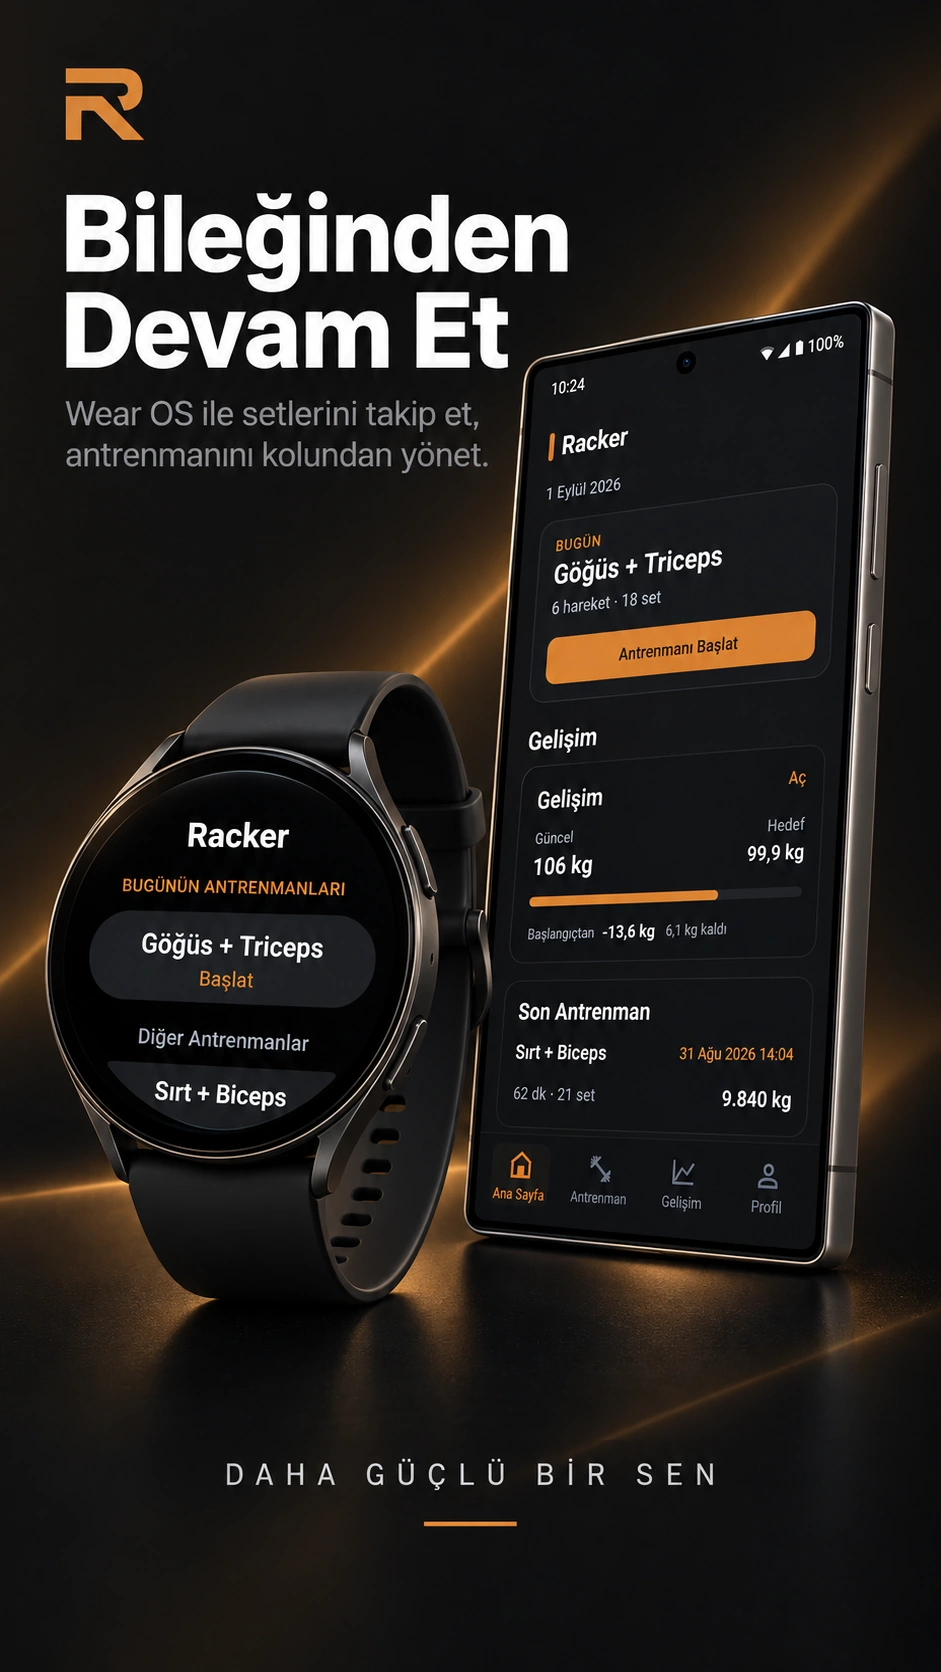 R
Bileğinden
Devam Et
Wear OS ile setlerini takip et,
antrenmanını kolundan yönet.
10:24
100%
Racker
1 Eylül 2026
BUGÜN
Göğüs + Triceps
6 hareket · 18 set
Antrenmanı Başlat
Gelişim
Aç
Gelişim
Güncel
Hedef
106 kg
99,9 kg
Başlangıçtan -13,6 kg 6,1 kg kaldı
Son Antrenman
Sırt + Biceps
31 Ağu 2026 14:04
62 dk · 21 set
9.840 kg
Ana Sayfa
Antrenman
Gelişim
Profil
Racker
BUGÜNÜN ANTRENMANLARI
Göğüs + Triceps
Başlat
Diğer Antrenmanlar
Sırt + Biceps
DAHA GÜÇLÜ BİR SEN